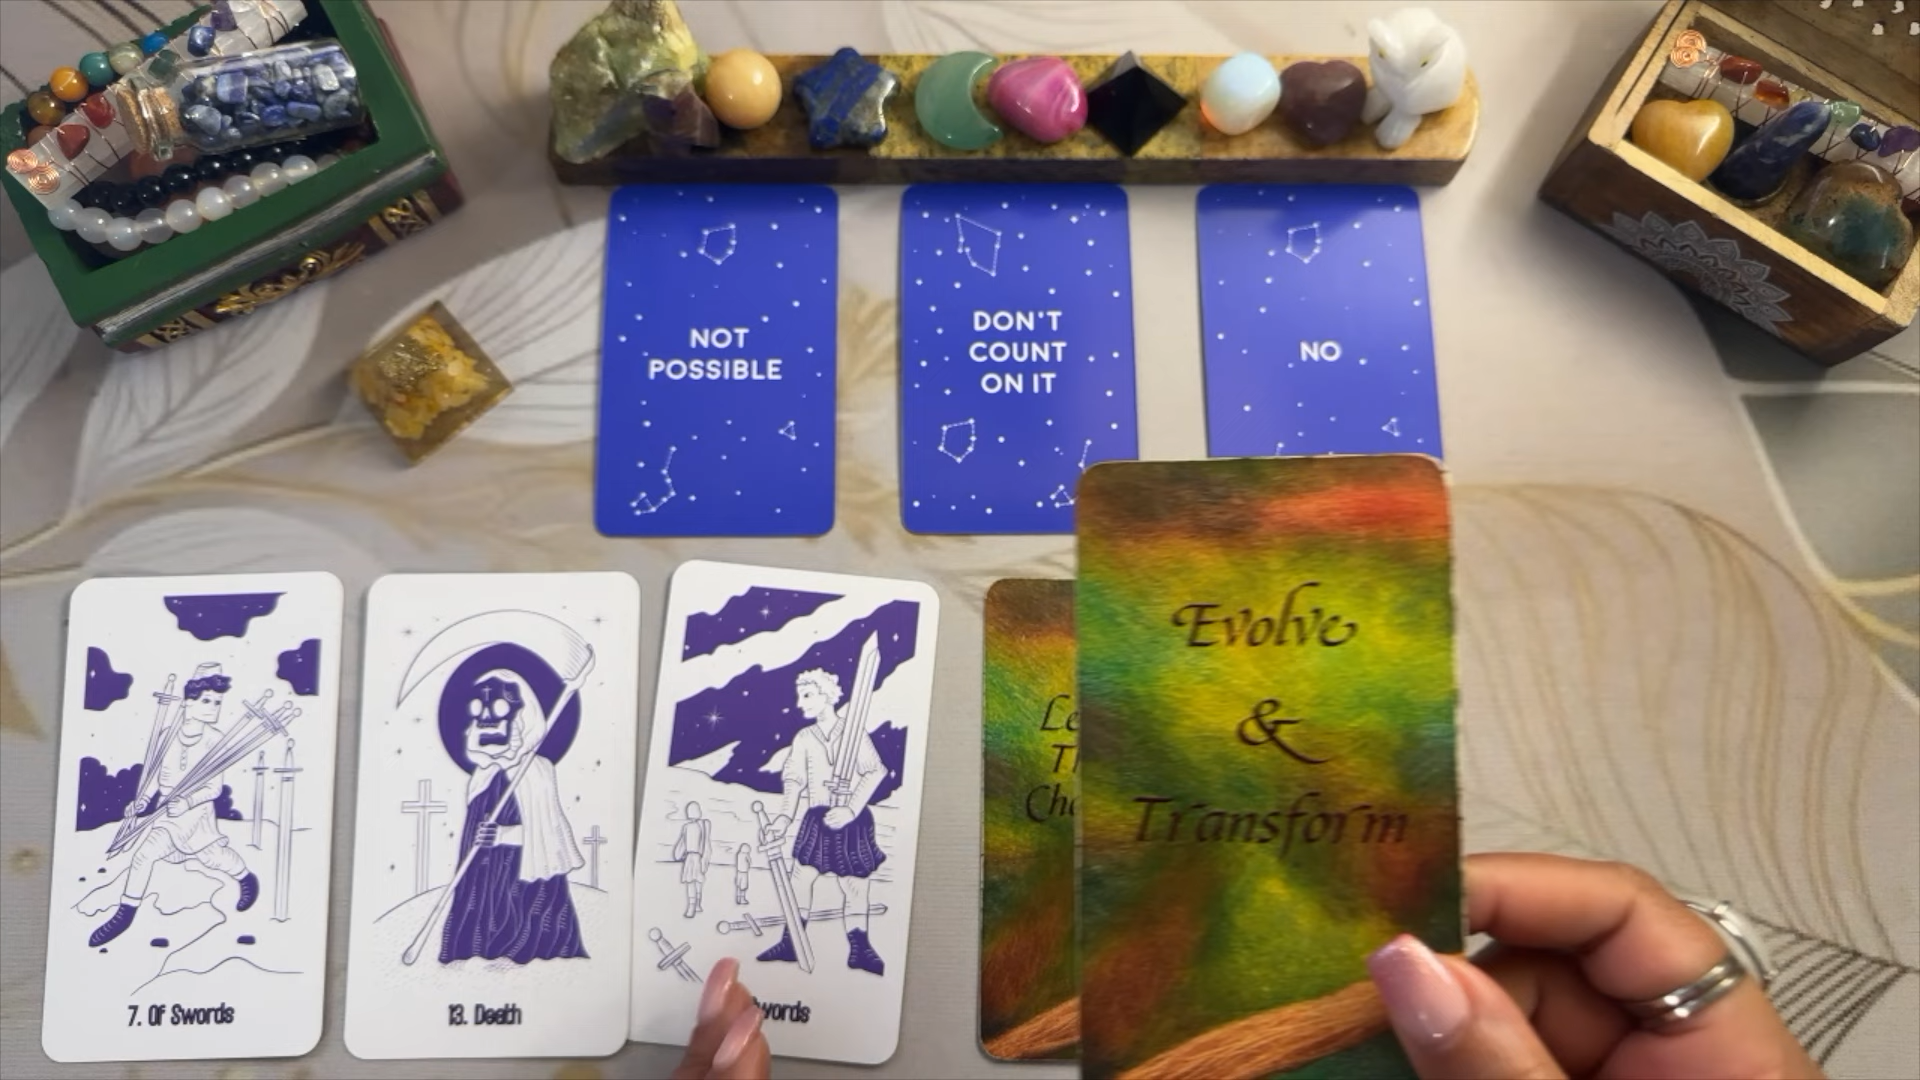 NOT
POSSIBLE
DON'T
COUNT
ON IT
NO
Evolve
&
Transform
7. Of Swords
13. Death